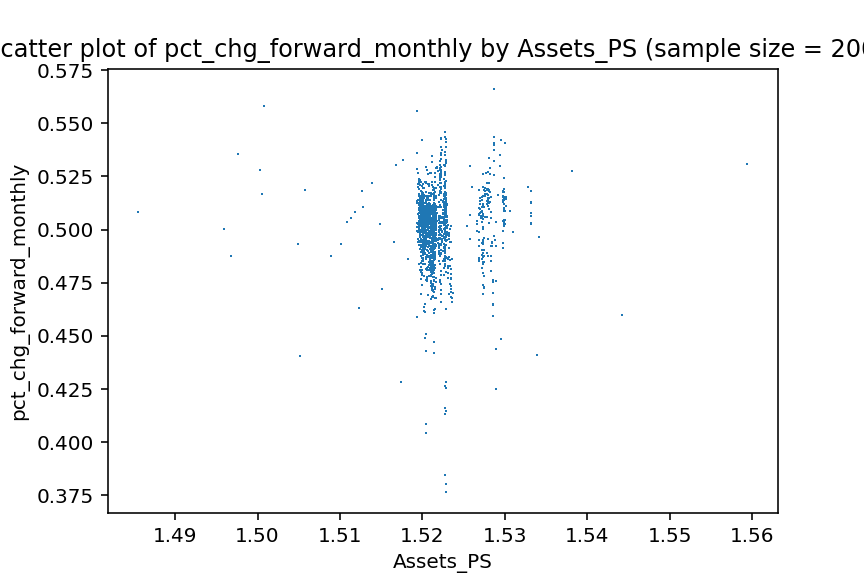 catter plot of pct_chg_forward_monthly by Assets_PS (sample size = 200
0.575
0.550
0.525
0.500
0.475
0.450
0.425
0.400
0.375
pct_chg_forward_monthly
1.49 1.50 1.51 1.52 1.53 1.54 1.55 1.56
Assets_PS